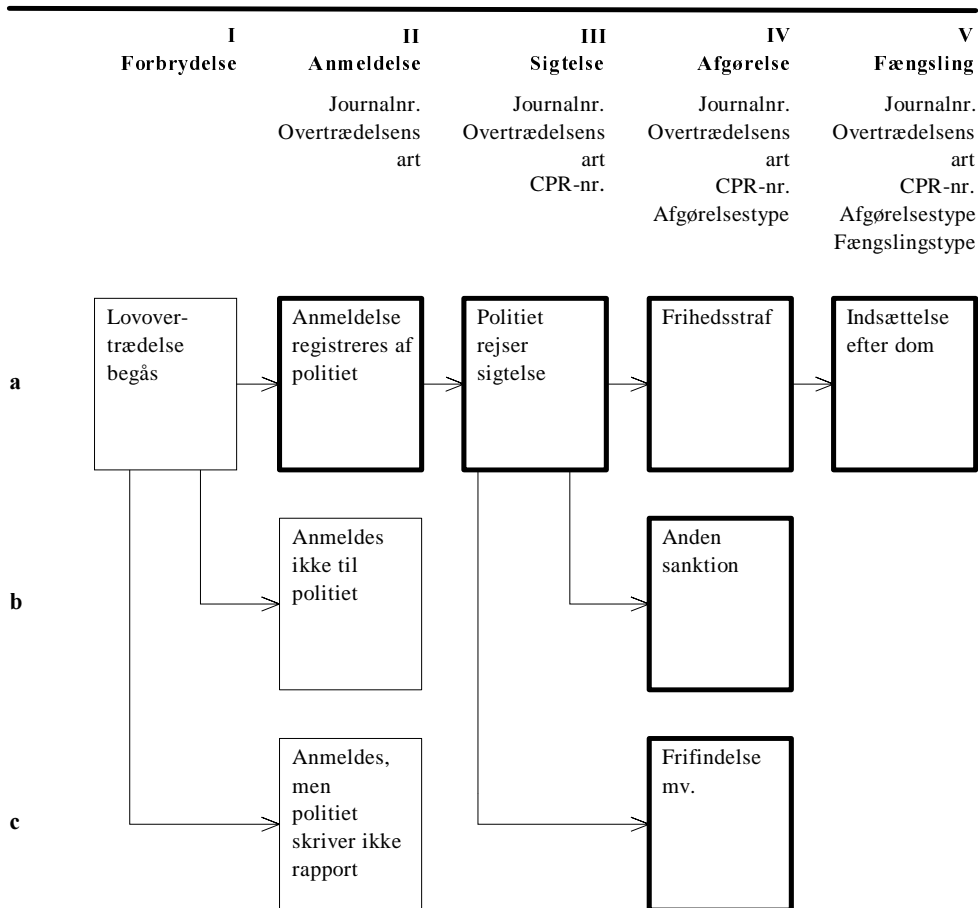 I II III IV V
Forbrydelse Anmeldelse Sigtelse Afgørelse Fængsling
Journalnr. Journalnr. Journalnr. Journalnr.
Overtrædelsens Overtrædelsens Overtrædelsens Overtrædelsens
art art art art
CPR-nr. CPR-nr. CPR-nr.
Afgørelsestype Afgørelsestype
Fængslingstype
a
Lovover-
trædelse
begås
Anmeldelse
registreres af
politiet
Politiet
rejser
sigtelse
Frihedsstraf
Indsættelse
efter dom
b
Anmeldes
ikke til
politiet
Anden
sanktion
c
Anmeldes,
men
politiet
skriver ikke
rapport
Frifindelse
mv.